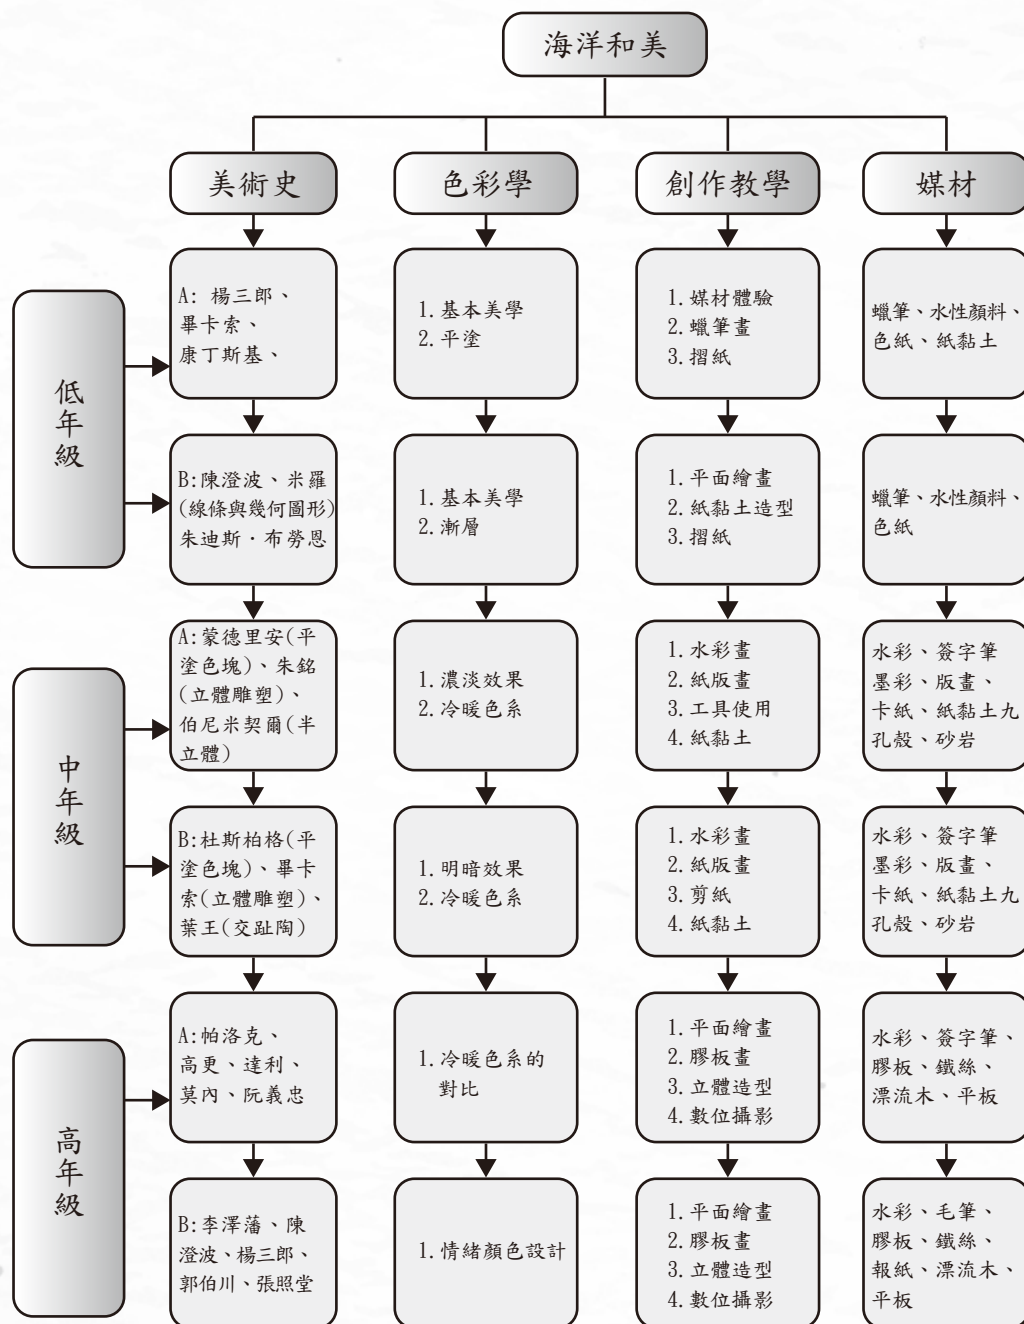 海洋和美
美術史
色彩學
創作教學
媒材
低年級
A: 楊三郎、
畢卡索、
康丁斯基、
1.基本美學
2.平塗
1.媒材體驗
2.蠟筆畫
3.摺紙
蠟筆、水性顏料、
色紙、紙黏土
B:陳澄波、米羅
(線條與幾何圖形)
朱迪斯·布勞恩
1.基本美學
2.漸層
1.平面繪畫
2.紙黏土造型
3.摺紙
蠟筆、水性顏料、
色紙
中年級
A:蒙德里安(平
塗色塊)、朱銘
(立體雕塑)、
伯尼米契爾(半
立體)
1.濃淡效果
2.冷暖色系
1.水彩畫
2.紙版畫
3.工具使用
4.紙黏土
水彩、簽字筆
墨彩、版畫、
卡紙、紙黏土九
孔殼、砂岩
B:杜斯柏格(平
塗色塊)、畢卡
索(立體雕塑)、
葉王(交趾陶)
1.明暗效果
2.冷暖色系
1.水彩畫
2.紙版畫
3.剪紙
4.紙黏土
水彩、簽字筆
墨彩、版畫、
卡紙、紙黏土九
孔殼、砂岩
高年級
A:帕洛克、
高更、達利、
莫內、阮義忠
1.冷暖色系的
對比
1.平面繪畫
2.膠板畫
3.立體造型
4.數位攝影
水彩、簽字筆、
膠板、鐵絲、
漂流木、平板
B:李澤藩、陳
澄波、楊三郎、
郭伯川、張照堂
1.情緒顏色設計
1.平面繪畫
2.膠板畫
3.立體造型
4.數位攝影
水彩、毛筆、
膠板、鐵絲、
報紙、漂流木、
平板